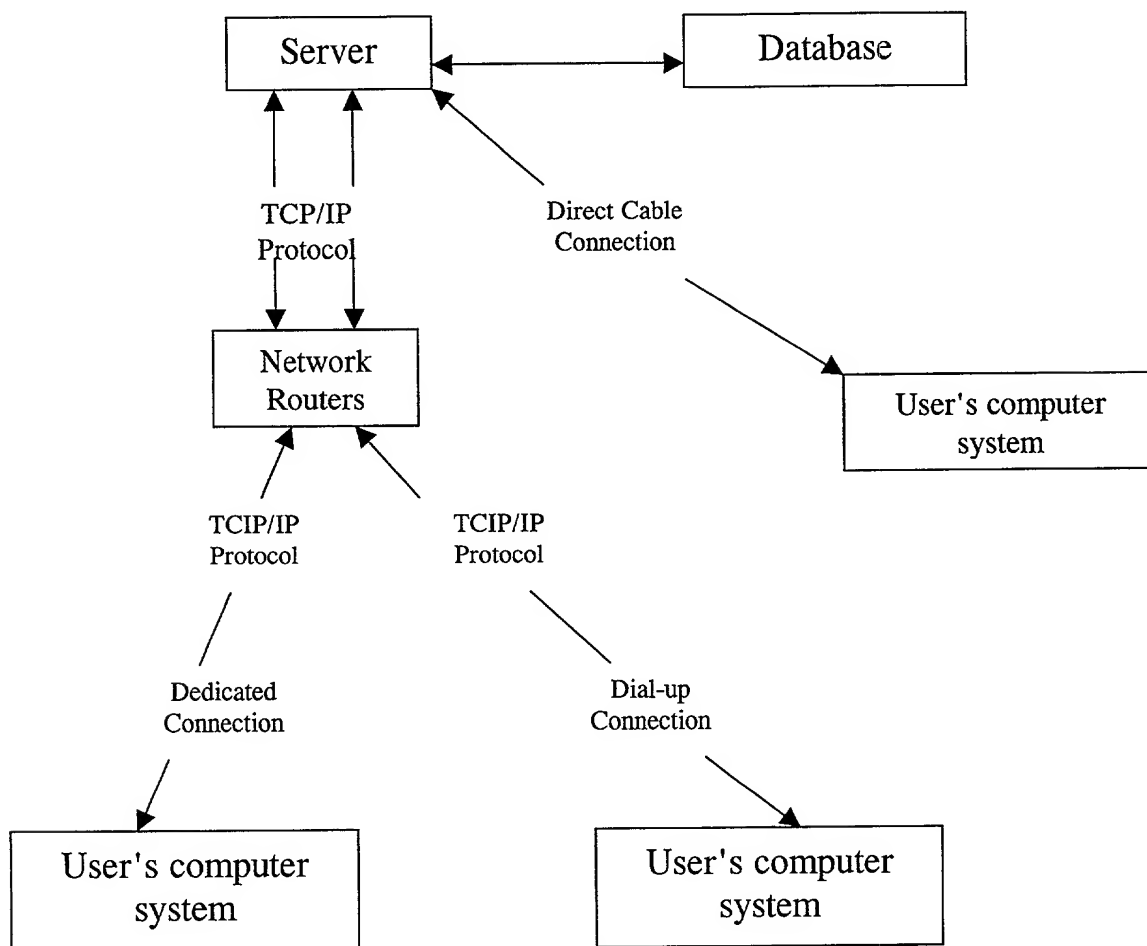 Server
Database
TCP/IP
Protocol
Direct Cable
Connection
Network
Routers
User's computer
system
TCIP/IP
Protocol
TCIP/IP
Protocol
Dedicated
Connection
Dial-up
Connection
User's computer
system
User's computer
system